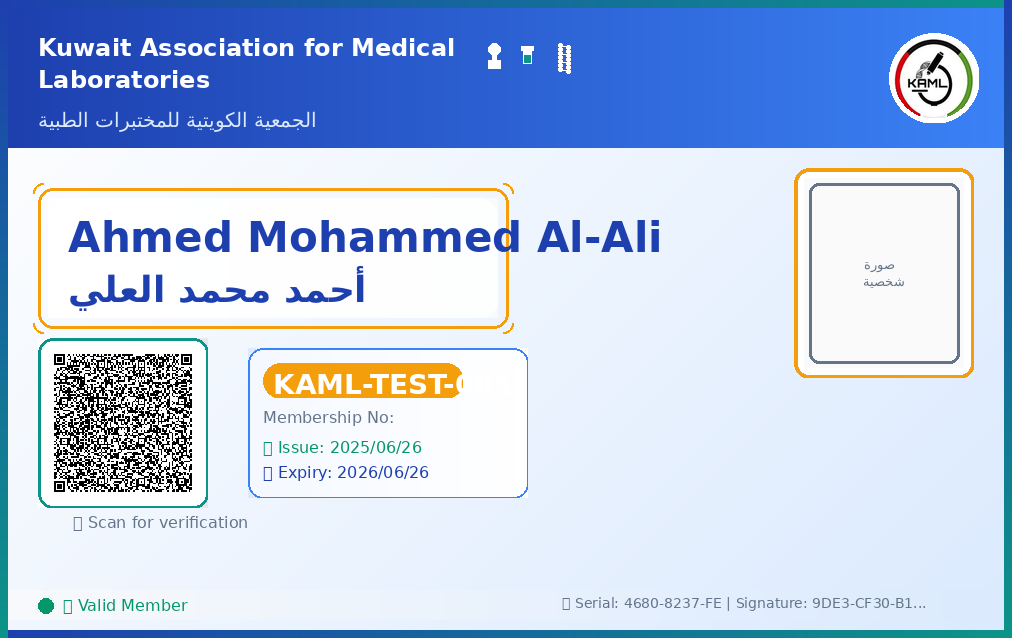 Kuwait Association for Medical
Laboratories
الجمعية الكويتية للمختبرات الطبية
KAML
Ahmed Mohammed Al-Ali
أحمد محمد العلي
صورة
شخصية
KAML-TEST-
Membership No:
Issue: 2025/06/26
Expiry: 2026/06/26
Scan for verification
Valid Member
Serial: 4680-8237-FE | Signature: 9DE3-CF30-B1...